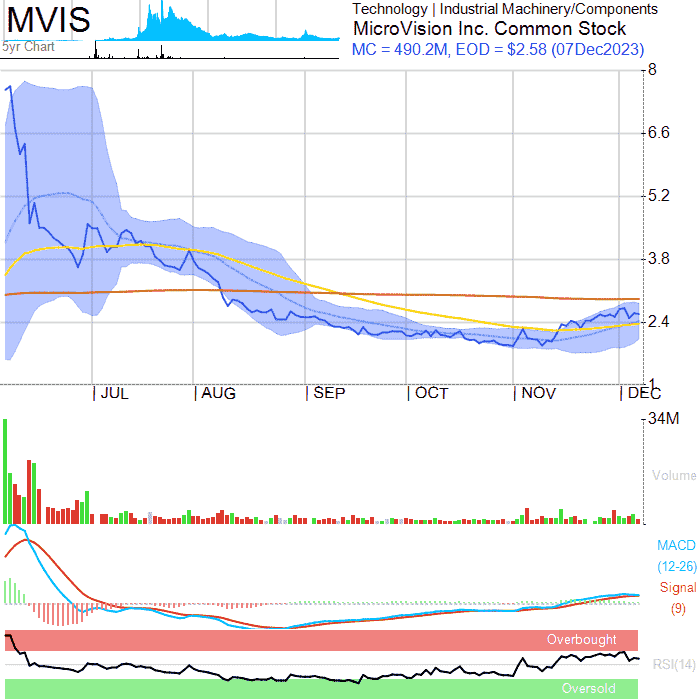 MVIS
5yr Chart
Technology | Industrial Machinery/Components
MicroVision Inc. Common Stock
MC = 490.2M, EOD = $2.58 (07Dec2023)
8
6.6
5.2
3.8
2.4
1
JUL AUG SEP OCT NOV DEC
34M
Volume
MACD
(12-26)
Signal
(9)
Overbought
RSI(14)
Oversold